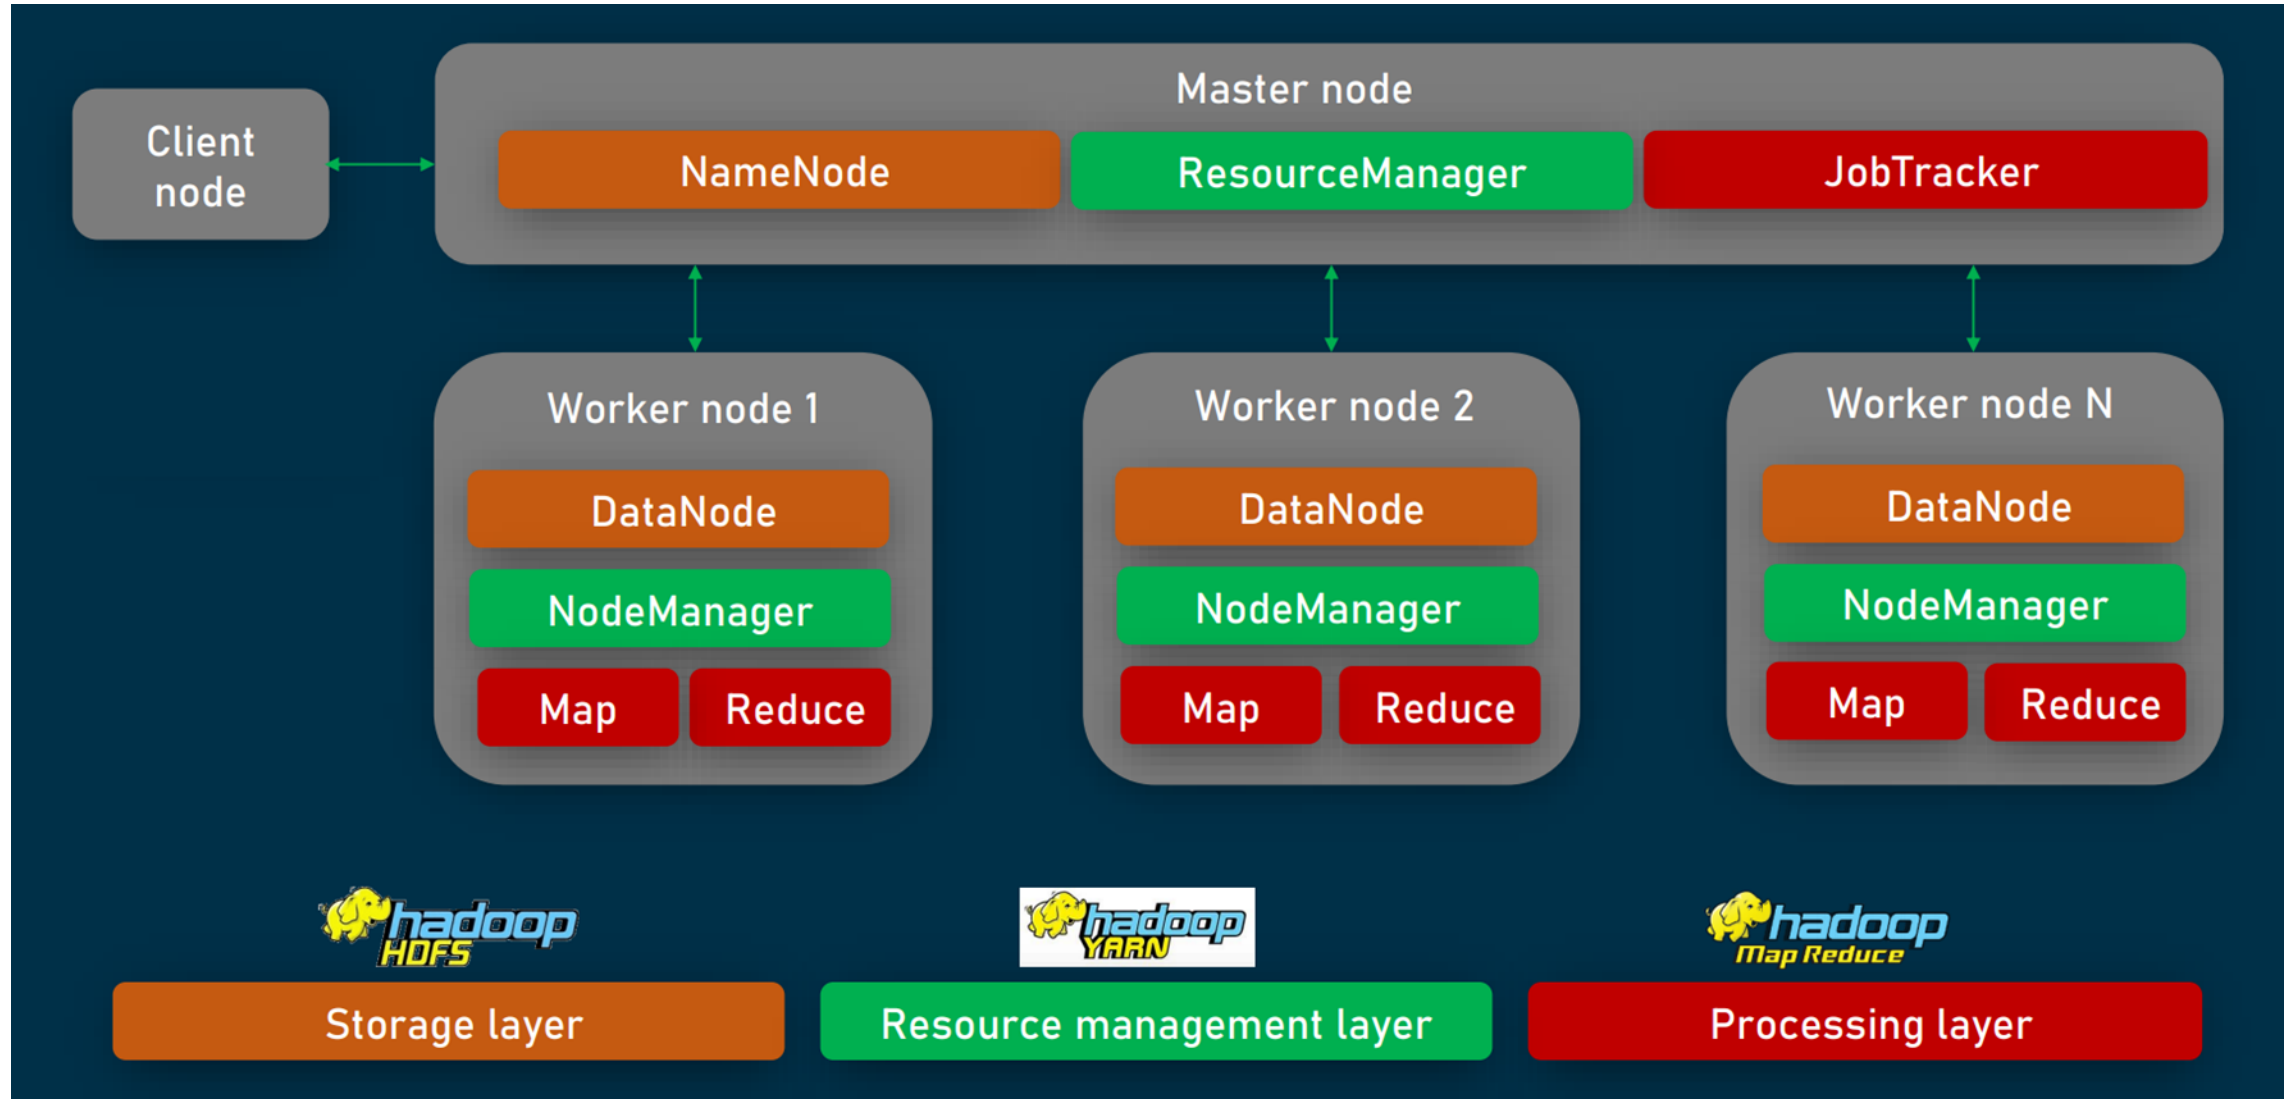 Master node
Client
node
NameNode
ResourceManager
JobTracker
Worker node 1
Worker node 2
Worker node N
DataNode
DataNode
DataNode
NodeManager
NodeManager
NodeManager
Map
Reduce
Map
Reduce
Map
Reduce
hadoop
HDFS
hadoop
YARN
hadoop
Map Reduce
Storage layer
Resource management layer
Processing layer